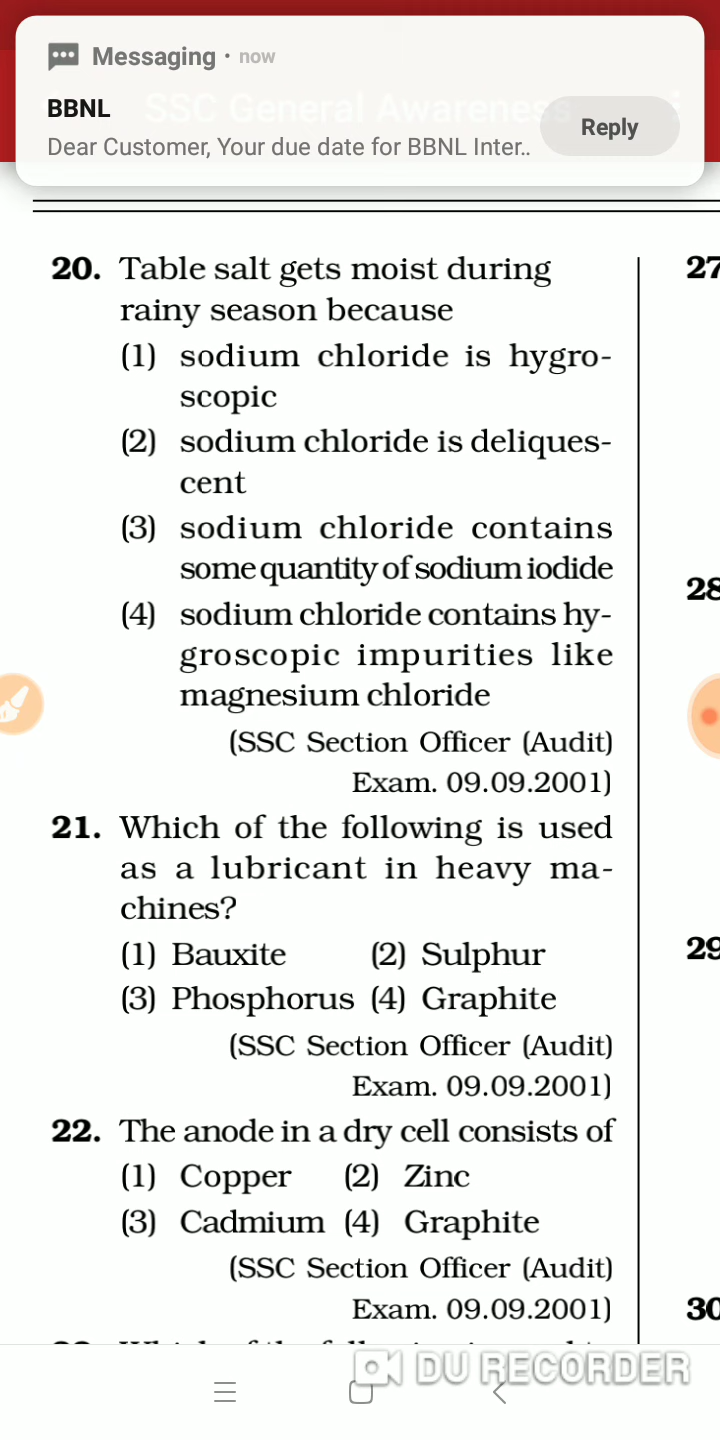 Messaging · now
BBNL
SSC General Awareness
Reply
Dear Customer, Your due date for BBNL Inter..
20. Table salt gets moist during
rainy season because
(1) sodium chloride is hygro-
scopic
(2) sodium chloride is deliques-
cent
(3) sodium chloride contains
some quantity of sodium iodide
(4) sodium chloride contains hy-
groscopic impurities like
magnesium chloride
(SSC Section Officer (Audit)
Exam. 09.09.2001)
21. Which of the following is used
as a lubricant in heavy ma-
chines?
(1) Bauxite (2) Sulphur
(3) Phosphorus (4) Graphite
(SSC Section Officer (Audit)
Exam. 09.09.2001)
22. The anode in a dry cell consists of
(1) Copper (2) Zinc
(3) Cadmium (4) Graphite
(SSC Section Officer (Audit)
Exam. 09.09.2001)
27
28
29
30
DU RECORDER